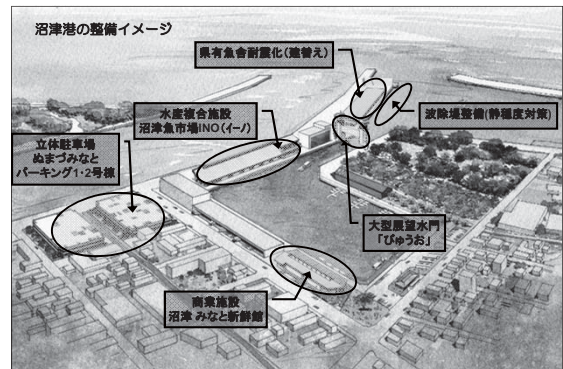 沼津港の整備イメージ
県有魚舎耐震化（建替え）
水産複合施設
沼津魚市場INO（イーノ）
波除堤整備(静穏度対策)
立体駐車場
ぬまづみなと
パーキング1・2号棟
大型展望水門
「びゅうお」
商業施設
沼津 みなと新鮮館